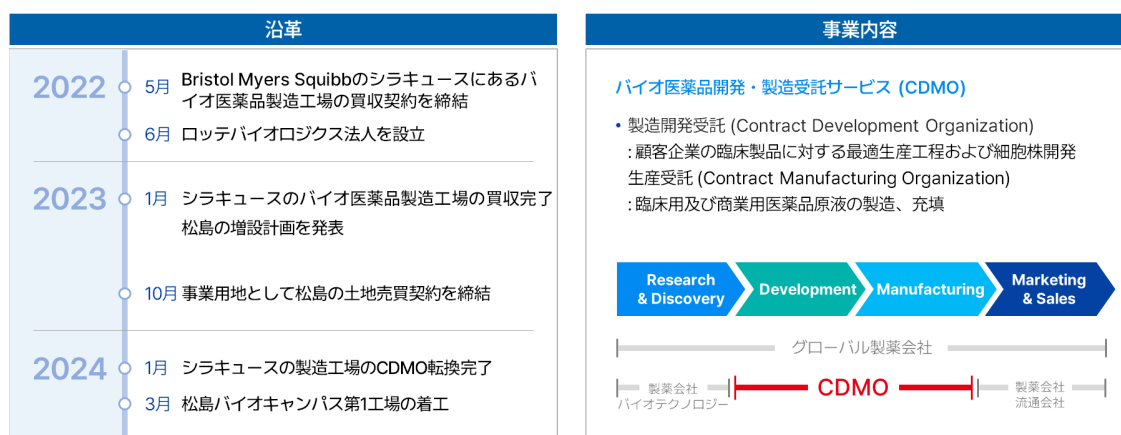 沿革
2022
5月 Bristol Myers Squibbのシラキュースにあるバ
イオ医薬品製造工場の買収契約を締結
6月 ロッテバイオロジクス法人を設立
2023
1月 シラキュースのバイオ医薬品製造工場の買収完了
松島の増設計画を発表
10月 事業用地として松島の土地売買契約を締結
2024
1月 シラキュースの製造工場のCDMO転換完了
3月 松島バイオキャンパス第1工場の着工
事業内容
バイオ医薬品開発・製造受託サービス (CDMO)
• 製造開発受託 (Contract Development Organization)
: 顧客企業の臨床製品に対する最適生産工程および細胞株開発
生産受託 (Contract Manufacturing Organization)
: 臨床用及び商業用医薬品原液の製造、充填
Research
& Discovery
Development
Manufacturing
Marketing
& Sales
グローバル製薬会社
製薬会社
バイオテクノロジー
CDMO
製薬会社
流通会社